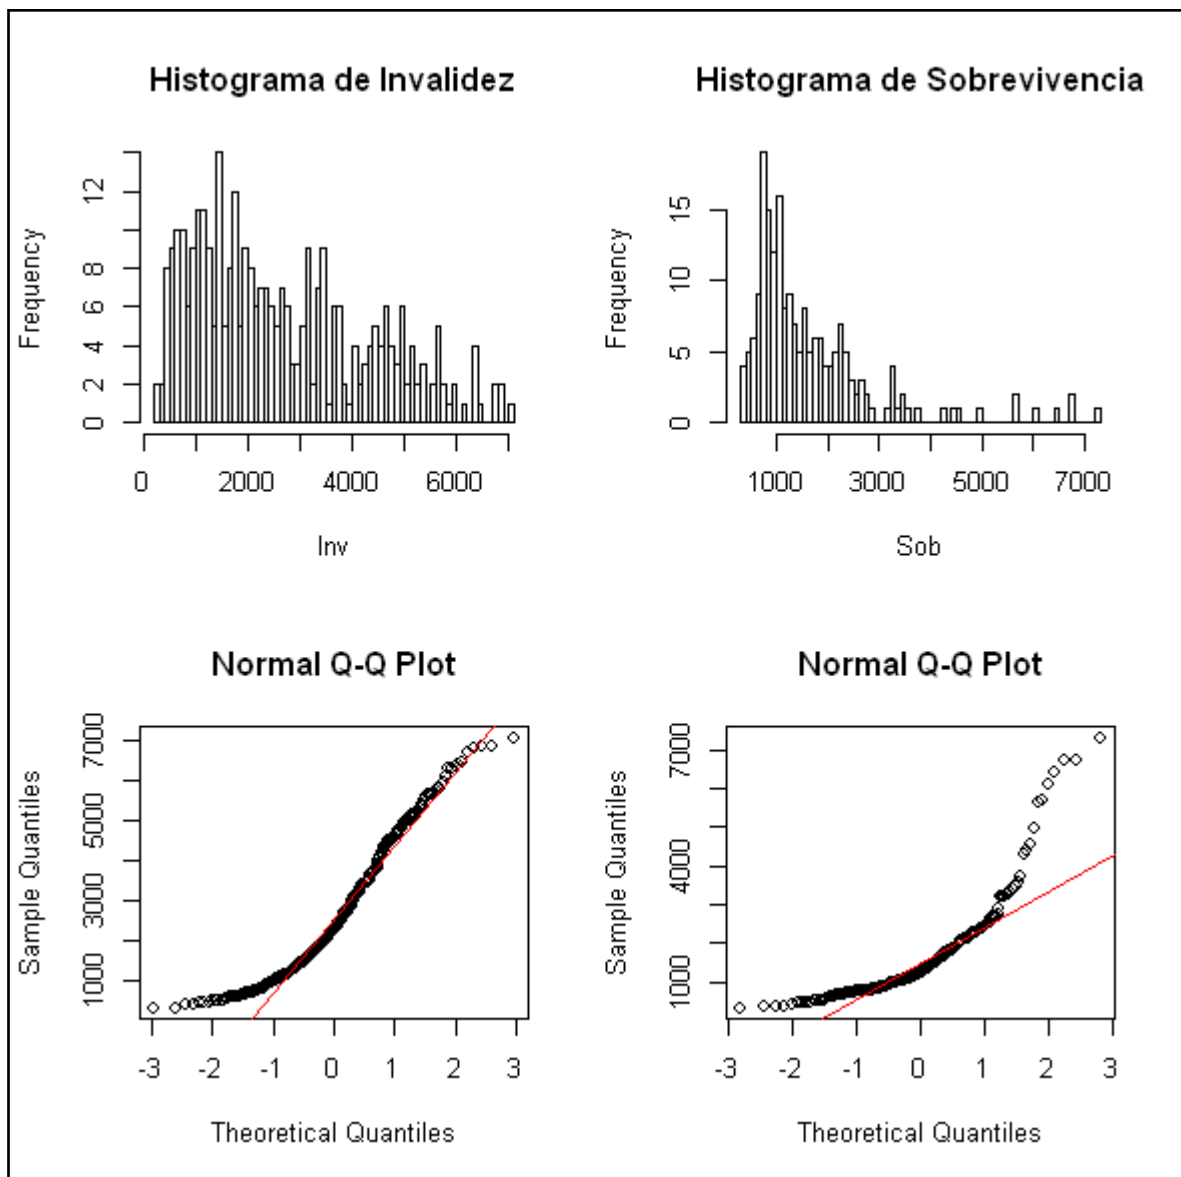 Histograma de Invalidez
Frequency
0 2 4 6 8 12
0 2000 4000 6000
Inv
Histograma de Sobrevivencia
Frequency
0 5 10 15
1000 3000 5000 7000
Sob
Normal Q-Q Plot
Sample Quantiles
1000 3000 5000 7000
-3 -2 -1 0 1 2 3
Theoretical Quantiles
Normal Q-Q Plot
Sample Quantiles
1000 4000 7000
-3 -2 -1 0 1 2 3
Theoretical Quantiles